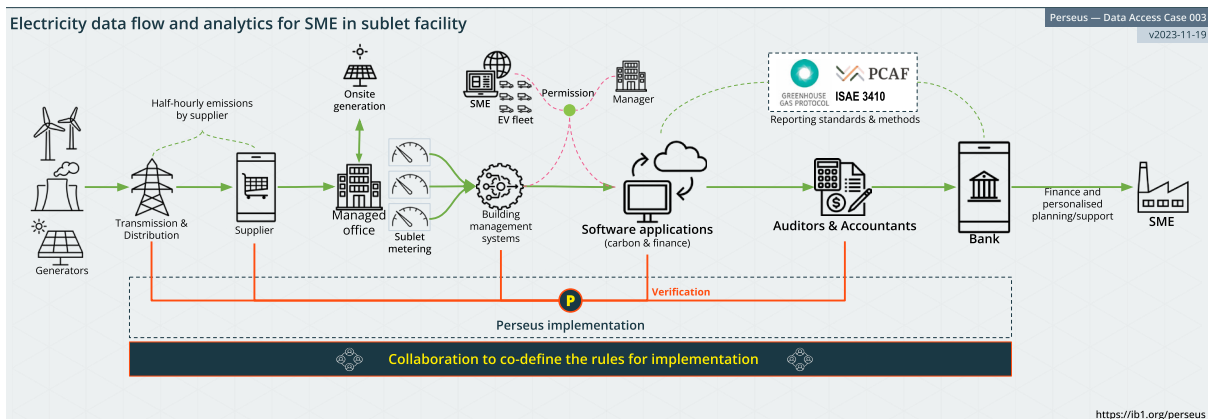 Electricity data flow and analytics for SME in sublet facility
Perseus — Data Access Case 003
v2023-11-19
Half-hourly emissions
by supplier
Onsite
generation
SME
EV fleet
Permission
Manager
GREENHOUSE
GAS PROTOCOL
PCAF
ISAE 3410
Reporting standards & methods
Generators
Transmission &
Distribution
Supplier
Managed
office
Sublet
metering
Building
management
systems
Software applications
(carbon & finance)
Auditors & Accountants
Bank
Finance and
personalised
planning/support
SME
Verification
P
Perseus implementation
Collaboration to co-define the rules for implementation
https://ib1.org/perseus